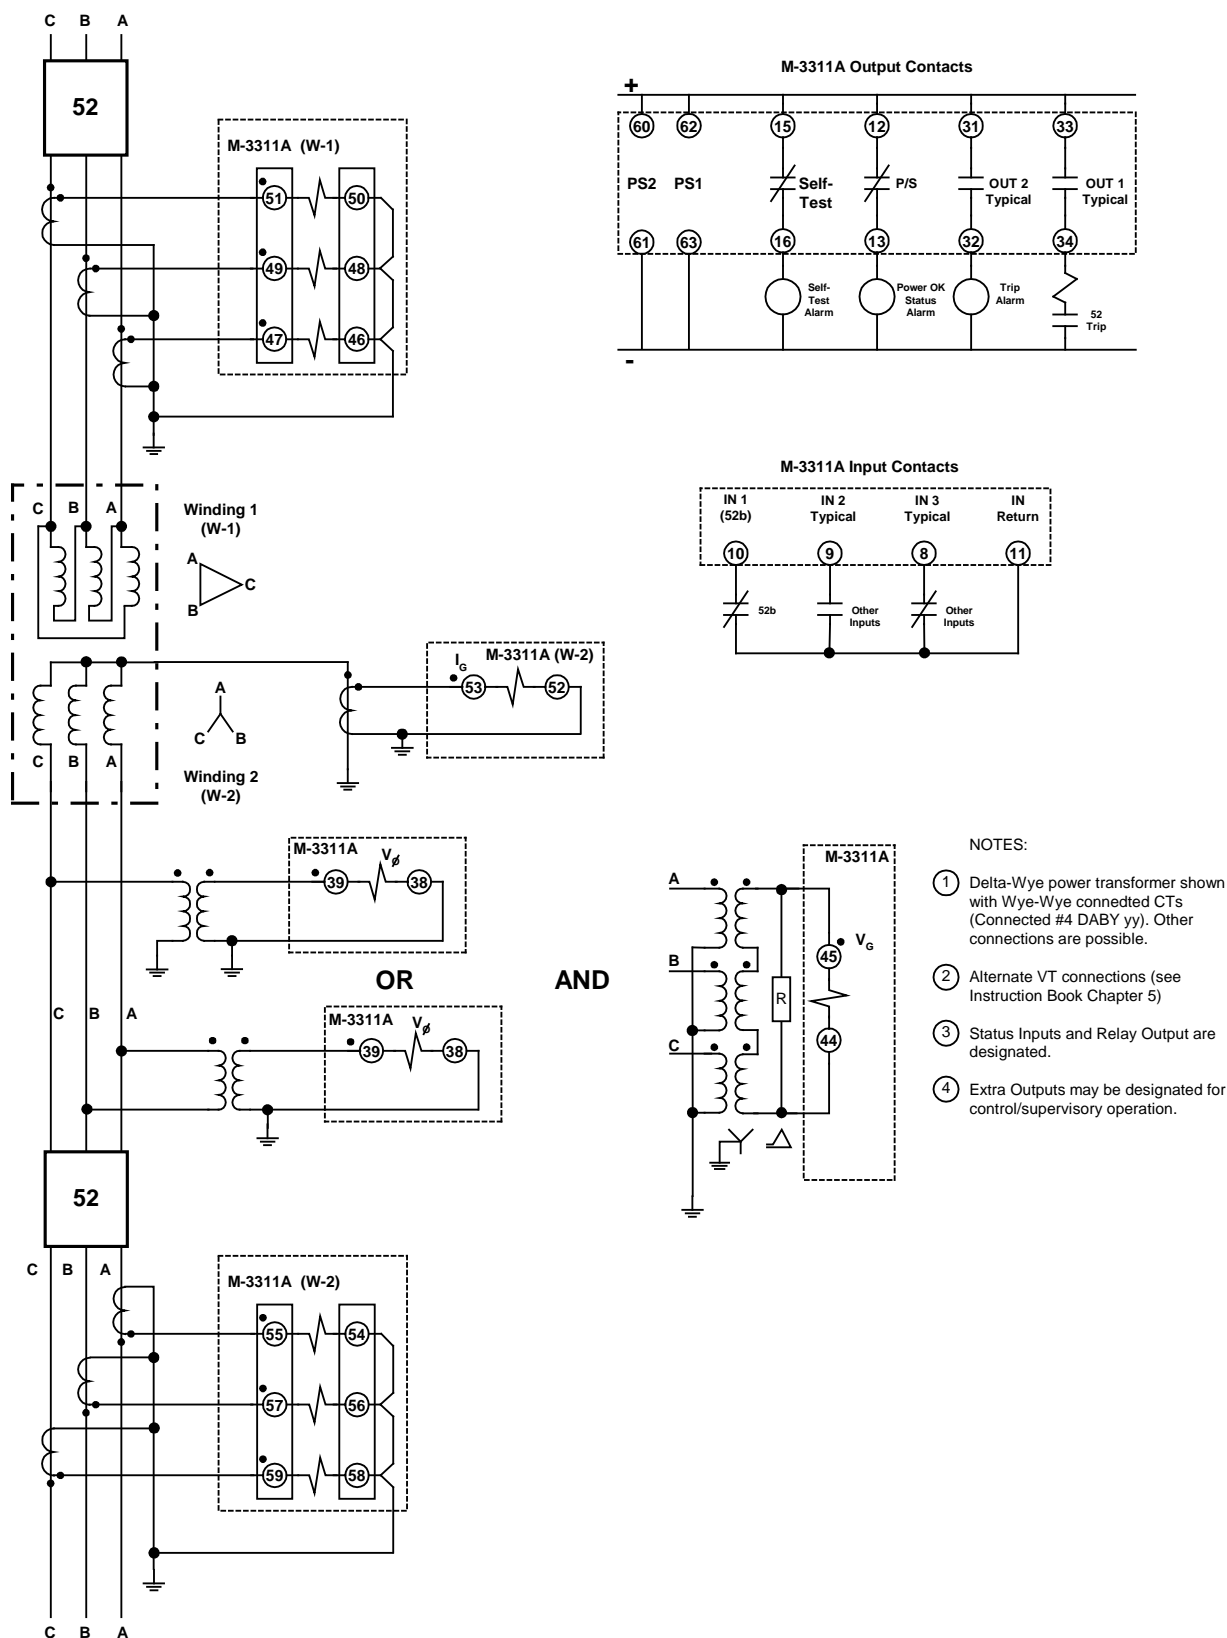 C B A
52
M-3311A (W-1)
51 50
49 48
47 46
M-3311A Output Contacts
+
60 62 15 12 31 33
PS2 PS1 Self-
Test
P/S
OUT 2
Typical
OUT 1
Typical
61 63 16 13 32 34
Self-
Test
Alarm
Power OK
Status
Alarm
Trip
Alarm
52
Trip
-
M-3311A Input Contacts
IN 1
(52b)
IN 2
Typical
IN 3
Typical
IN
Return
10 9 8 11
52b
Other
Inputs
Other
Inputs
C B A
Winding 1
(W-1)
A
B
C
C B A
A
C B
Winding 2
(W-2)
IG
M-3311A (W-2)
53 52
M-3311A
Vø
39 38
OR
AND
C B A
M-3311A
Vø
39 38
M-3311A
A
B
C
R
45
VG
44
NOTES:
1 Delta-Wye power transformer shown
with Wye-Wye connedted CTs
(Connected #4 DABY yy). Other
connections are possible.
2 Alternate VT connections (see
Instruction Book Chapter 5)
3 Status Inputs and Relay Output are
designated.
4 Extra Outputs may be designated for
control/supervisory operation.
52
C B A
M-3311A (W-2)
55 54
57 56
59 58
C B A